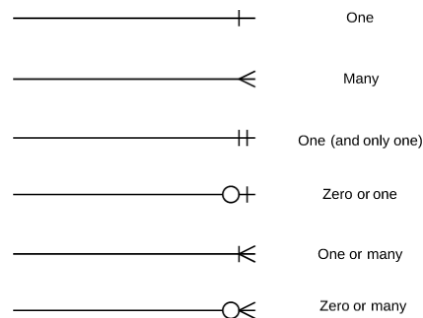 One
Many
One (and only one)
Zero or one
One or many
Zero or many